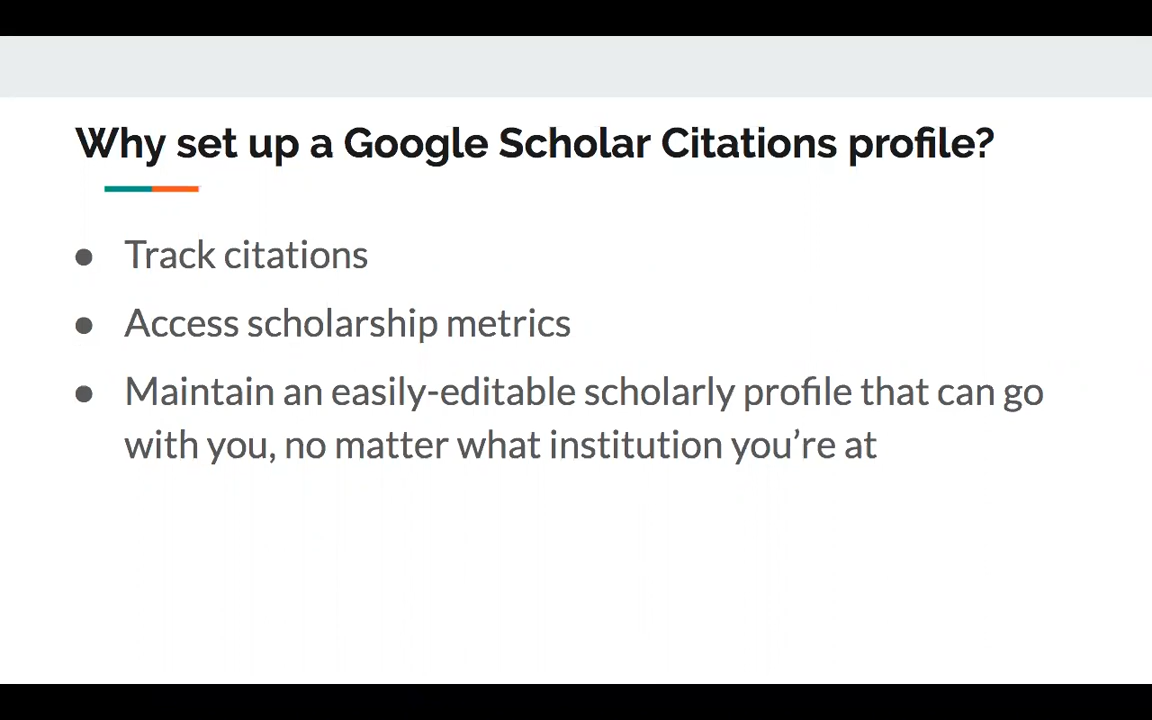 Why set up a Google Scholar Citations profile?
● Track citations
● Access scholarship metrics
● Maintain an easily-editable scholarly profile that can go
with you, no matter what institution you’re at